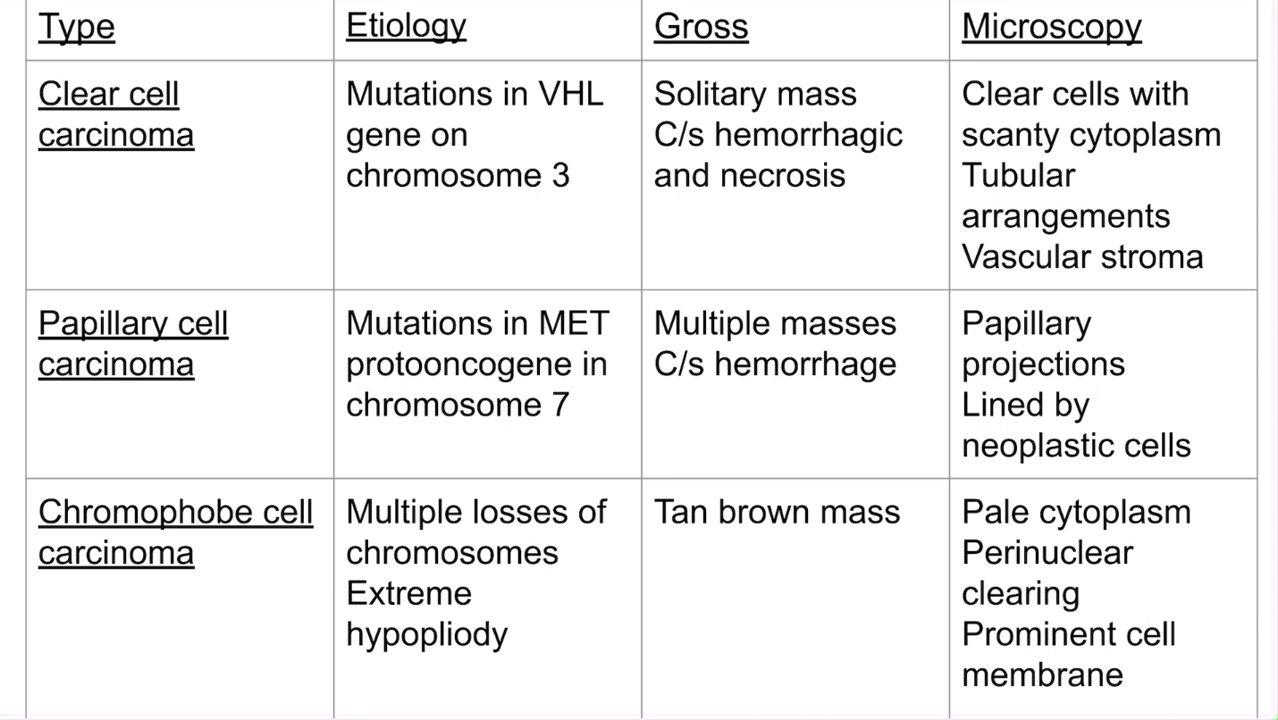 Type
Etiology
Gross
Microscopy
Clear cell
carcinoma
Mutations in VHL
gene on
chromosome 3
Solitary mass
C/s hemorrhagic
and necrosis
Clear cells with
scanty cytoplasm
Tubular
arrangements
Vascular stroma
Papillary cell
carcinoma
Mutations in MET
protooncogene in
chromosome 7
Multiple masses
C/s hemorrhage
Papillary
projections
Lined by
neoplastic cells
Chromophobe cell
carcinoma
Multiple losses of
chromosomes
Extreme
hypopliody
Tan brown mass
Pale cytoplasm
Perinuclear
clearing
Prominent cell
membrane